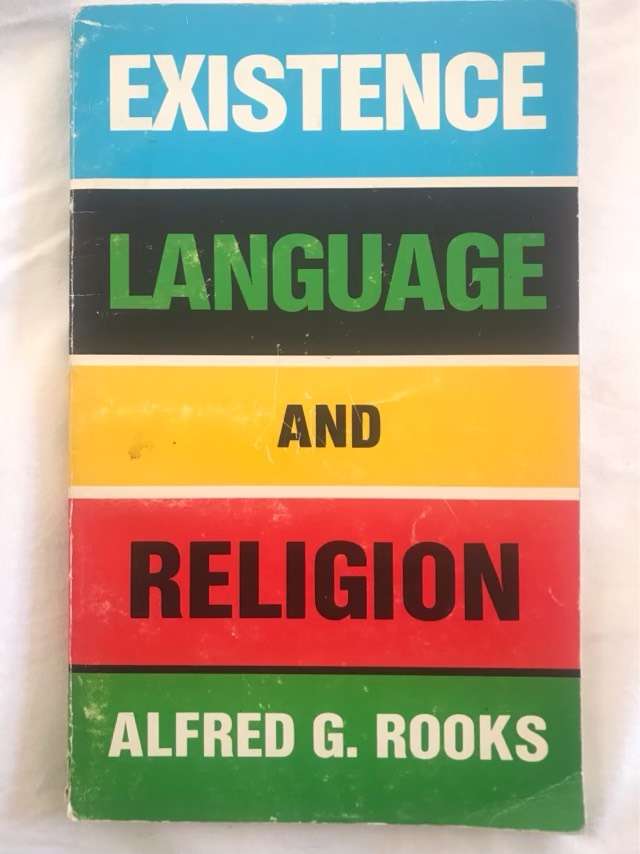 EXISTENCE
LANGUAGE
AND
RELIGION
ALFRED G. ROOKS